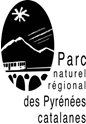 Parc
naturel
régional
des Pyrénées
catalanes